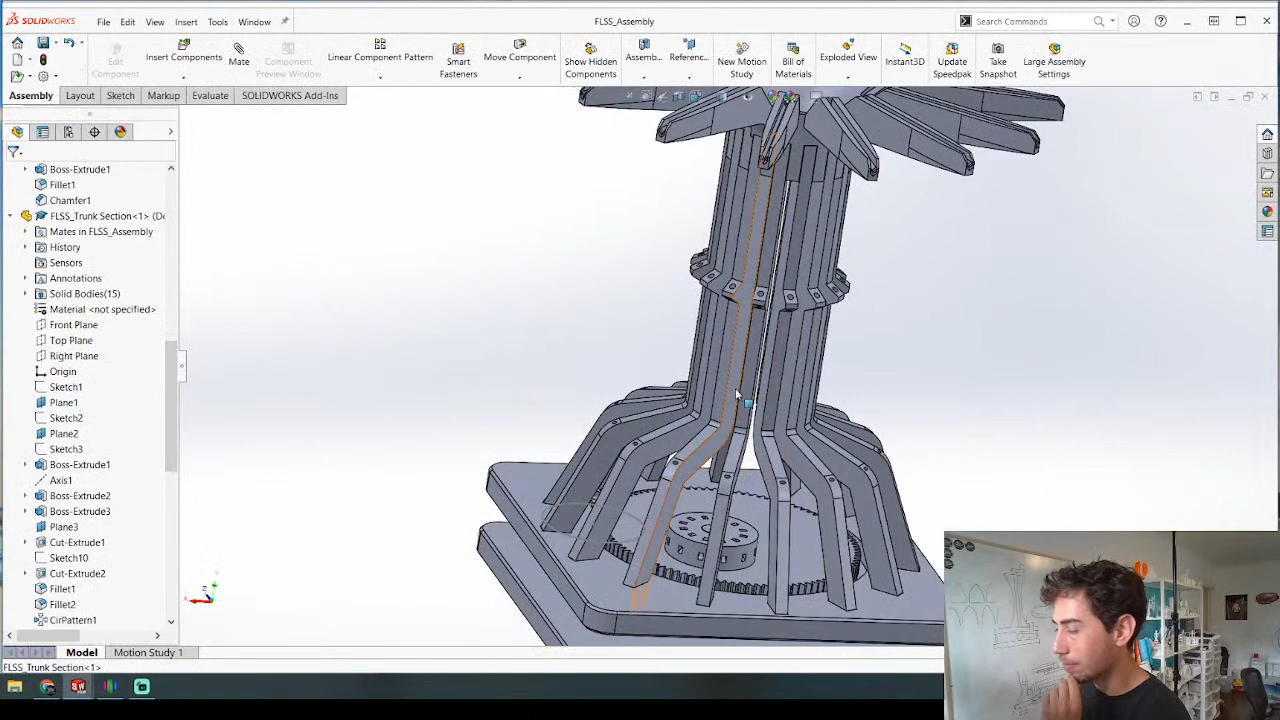 SOLIDWORKS File Edit View Insert Tools Window FLSS_Assembly Search Commands
Edit Component
Insert Components
Mate
Component Preview Window
Linear Component Pattern
Smart Fasteners
Move Component
Show Hidden Components
Assemb...
Referenc...
New Motion Study
Bill of Materials
Exploded View
Instant3D
Update Speedpak
Take Snapshot
Large Assembly Settings
Assembly Layout Sketch Markup Evaluate SOLIDWORKS Add-Ins
Boss-Extrude1
Fillet1
Chamfer1
FLSS_Trunk Section<1> (De
Mates in FLSS_Assembly
History
Sensors
Annotations
Solid Bodies(15)
Material <not specified>
Front Plane
Top Plane
Right Plane
Origin
Sketch1
Plane1
Sketch2
Plane2
Sketch3
Boss-Extrude1
Axis1
Boss-Extrude2
Boss-Extrude3
Plane3
Cut-Extrude1
Sketch10
Cut-Extrude2
Fillet1
Fillet2
CirPattern1
Z
X
Model Motion Study 1
FLSS_Trunk Section<1>